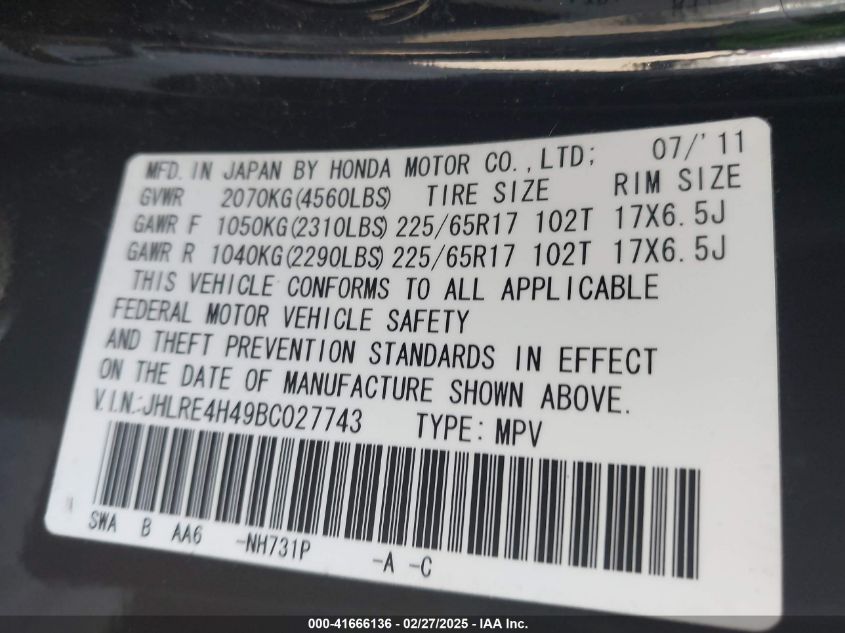 MFD. IN JAPAN BY HONDA MOTOR CO., LTD; 07/'11
GVWR 2070KG(4560LBS) TIRE SIZE RIM SIZE
GAWR F 1050KG(2310LBS) 225/65R17 102T 17X6.5J
GAWR R 1040KG(2290LBS) 225/65R17 102T 17X6.5J
THIS VEHICLE CONFORMS TO ALL APPLICABLE
FEDERAL MOTOR VEHICLE SAFETY
AND THEFT PREVENTION STANDARDS IN EFFECT
ON THE DATE OF MANUFACTURE SHOWN ABOVE.
V.I.N.:JHLRE4H49BC027743 TYPE: MPV
SWA B AA6 -NH731P -A -C
000-41666136 - 02/27/2025 - IAAI Inc.